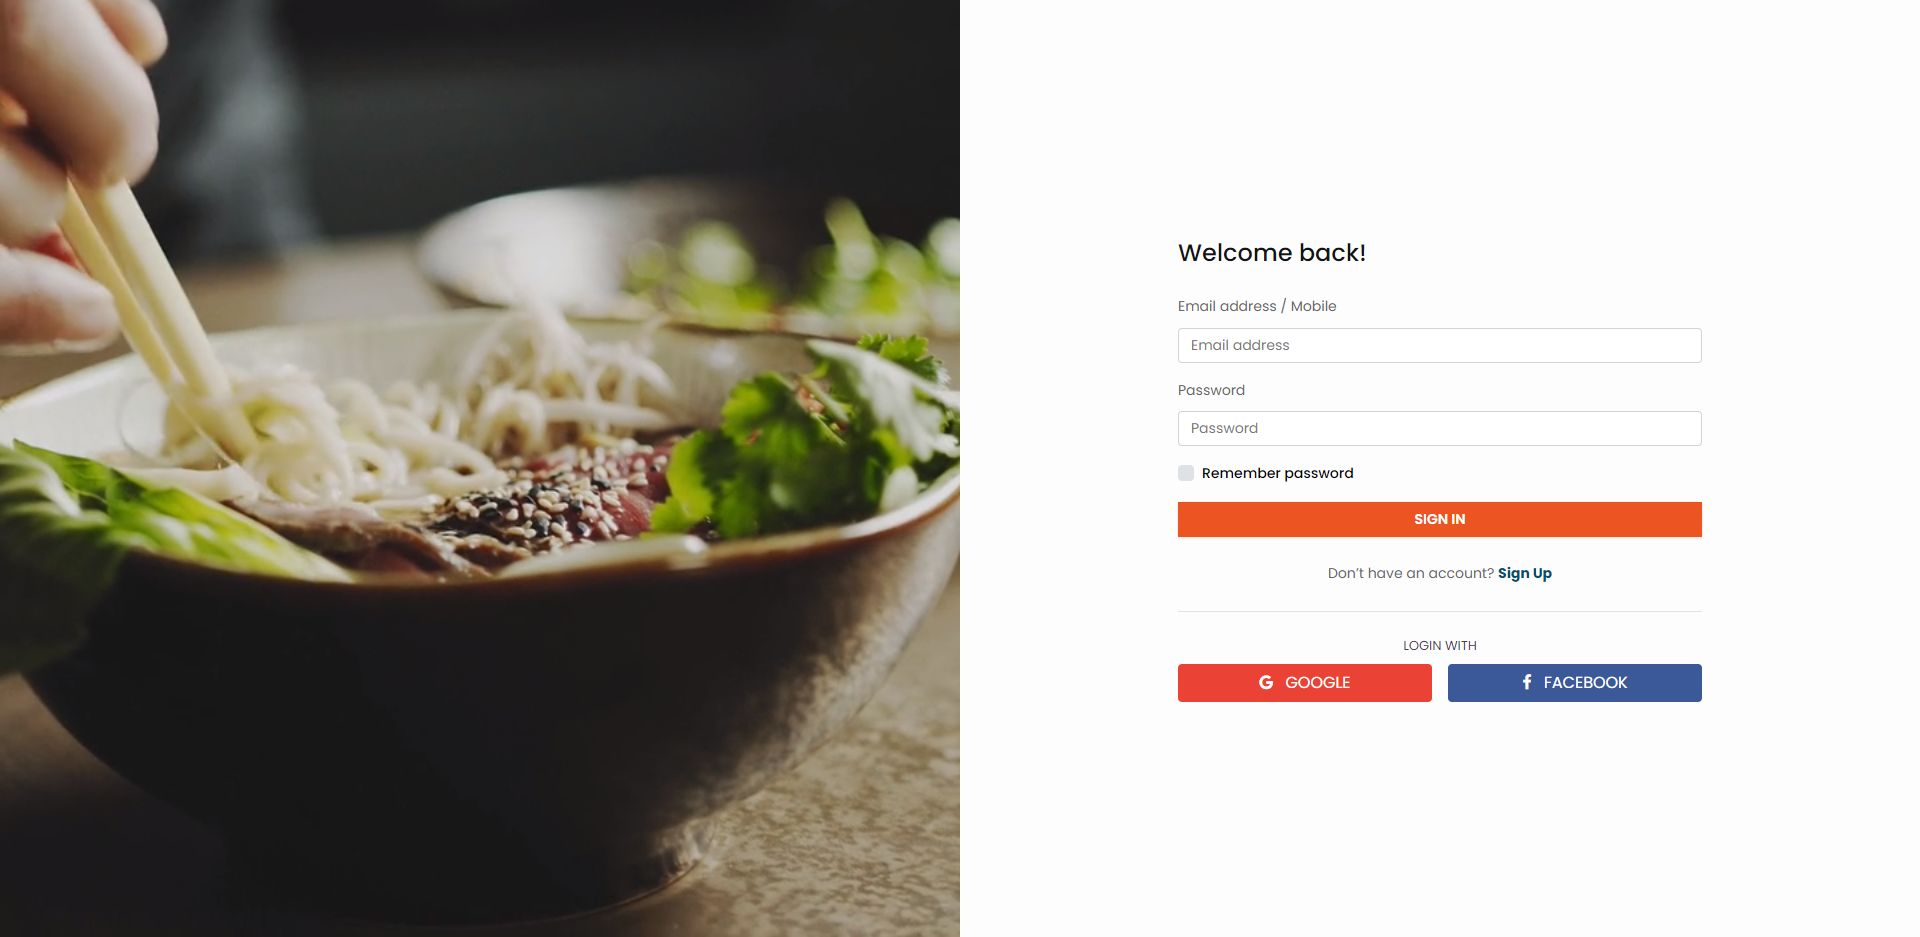 Welcome back!
Email address / Mobile
Email address
Password
Password
Remember password
SIGN IN
Don't have an account? Sign Up
LOGIN WITH
GOOGLE
FACEBOOK